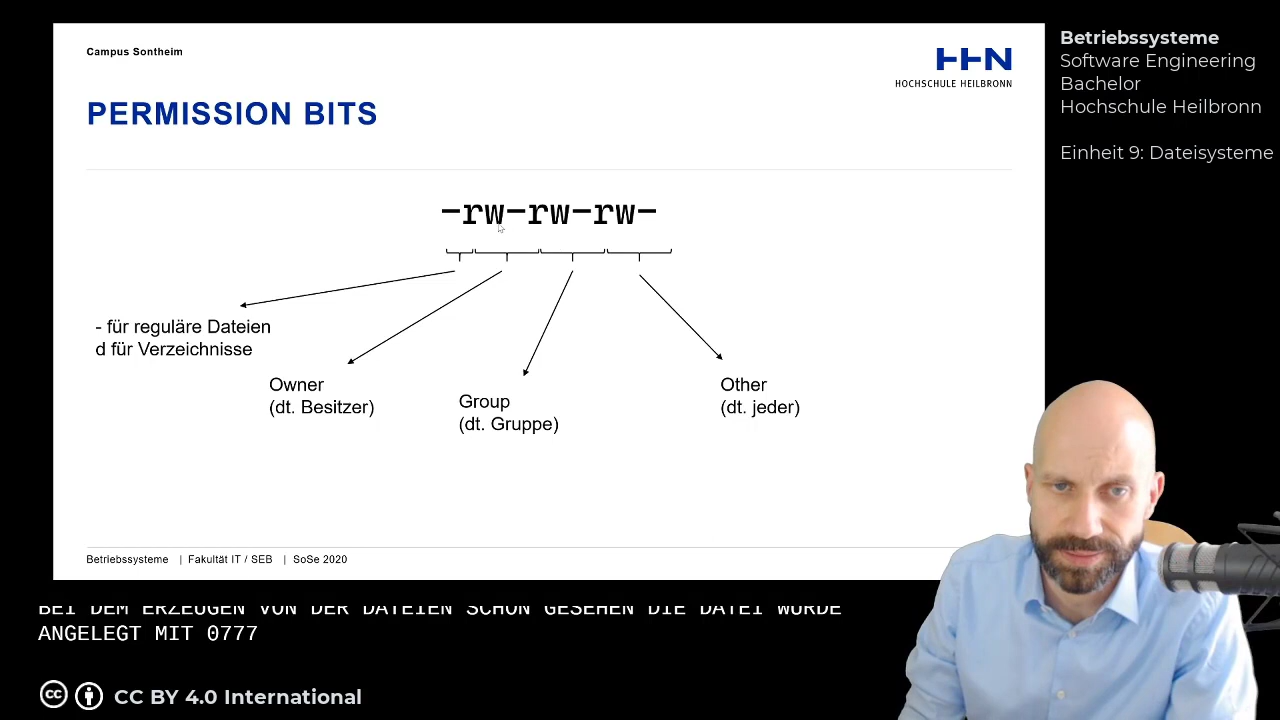 Campus Sontheim
HHN
HOCHSCHULE HEILBRONN
PERMISSION BITS
-rw-rw-rw-
- für reguläre Dateien
d für Verzeichnisse
Owner
(dt. Besitzer)
Group
(dt. Gruppe)
Other
(dt. jeder)
Betriebssysteme | Fakultät IT / SEB | SoSe 2020
Betriebssysteme
Software Engineering
Bachelor
Hochschule Heilbronn
Einheit 9: Dateisysteme
BEI DEM ERZEUGEN VON DER DATEIEN SCHON GESEHEN DIE DATEI WURDE
ANGELEGT MIT 0777
cc CC BY 4.0 International